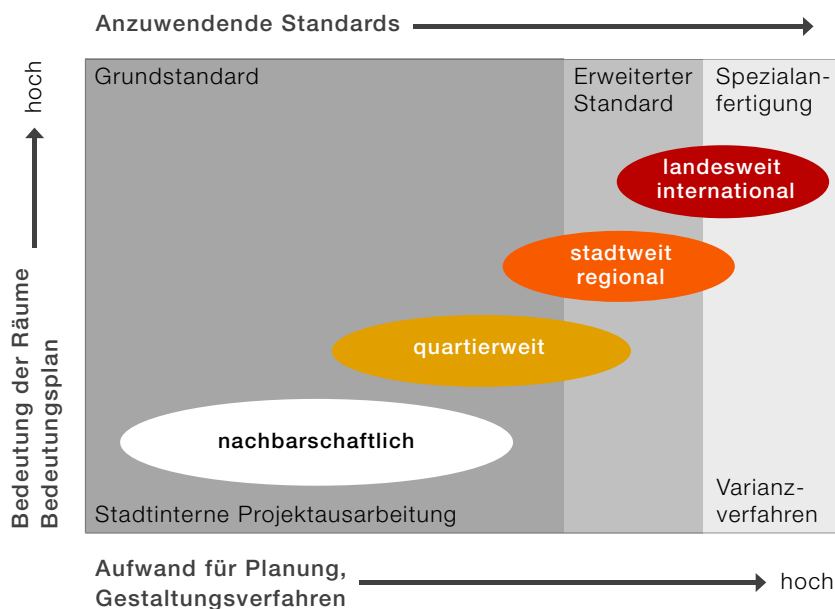 Anzuwendende Standards
Grundstandard
Erweiterter
Standard
Spezialan-
fertigung
hoch
Bedeutung der Räume
Bedeutungsplan
landesweit
international
stadtweit
regional
quartierweit
nachbarschaftlich
Stadtinterne Projektausarbeitung
Varianz-
verfahren
Aufwand für Planung,
Gestaltungsverfahren
hoch